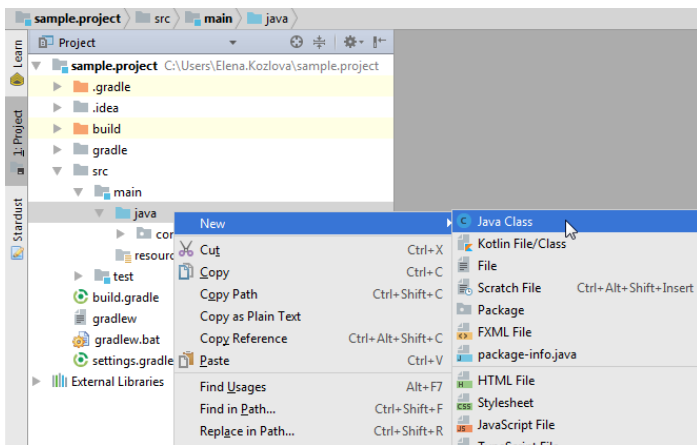 sample.project src main java
Learn
1: Project
Stardust
Project
sample.project C:\Users\Elena.Kozlova\sample.project
.gradle
.idea
build
gradle
src
main
java
resourc
test
build.gradle
gradlew
gradlew.bat
settings.gradle
External Libraries
New
Cut Ctrl+X
Copy Ctrl+C
Copy Path Ctrl+Shift+C
Copy as Plain Text
Copy Reference Ctrl+Alt+Shift+C
Paste Ctrl+V
Find Usages Alt+F7
Find in Path... Ctrl+Shift+F
Replace in Path... Ctrl+Shift+R
Java Class
Kotlin File/Class
File
Scratch File Ctrl+Alt+Shift+Insert
Package
FXML File
package-info.java
HTML File
Stylesheet
JavaScript File